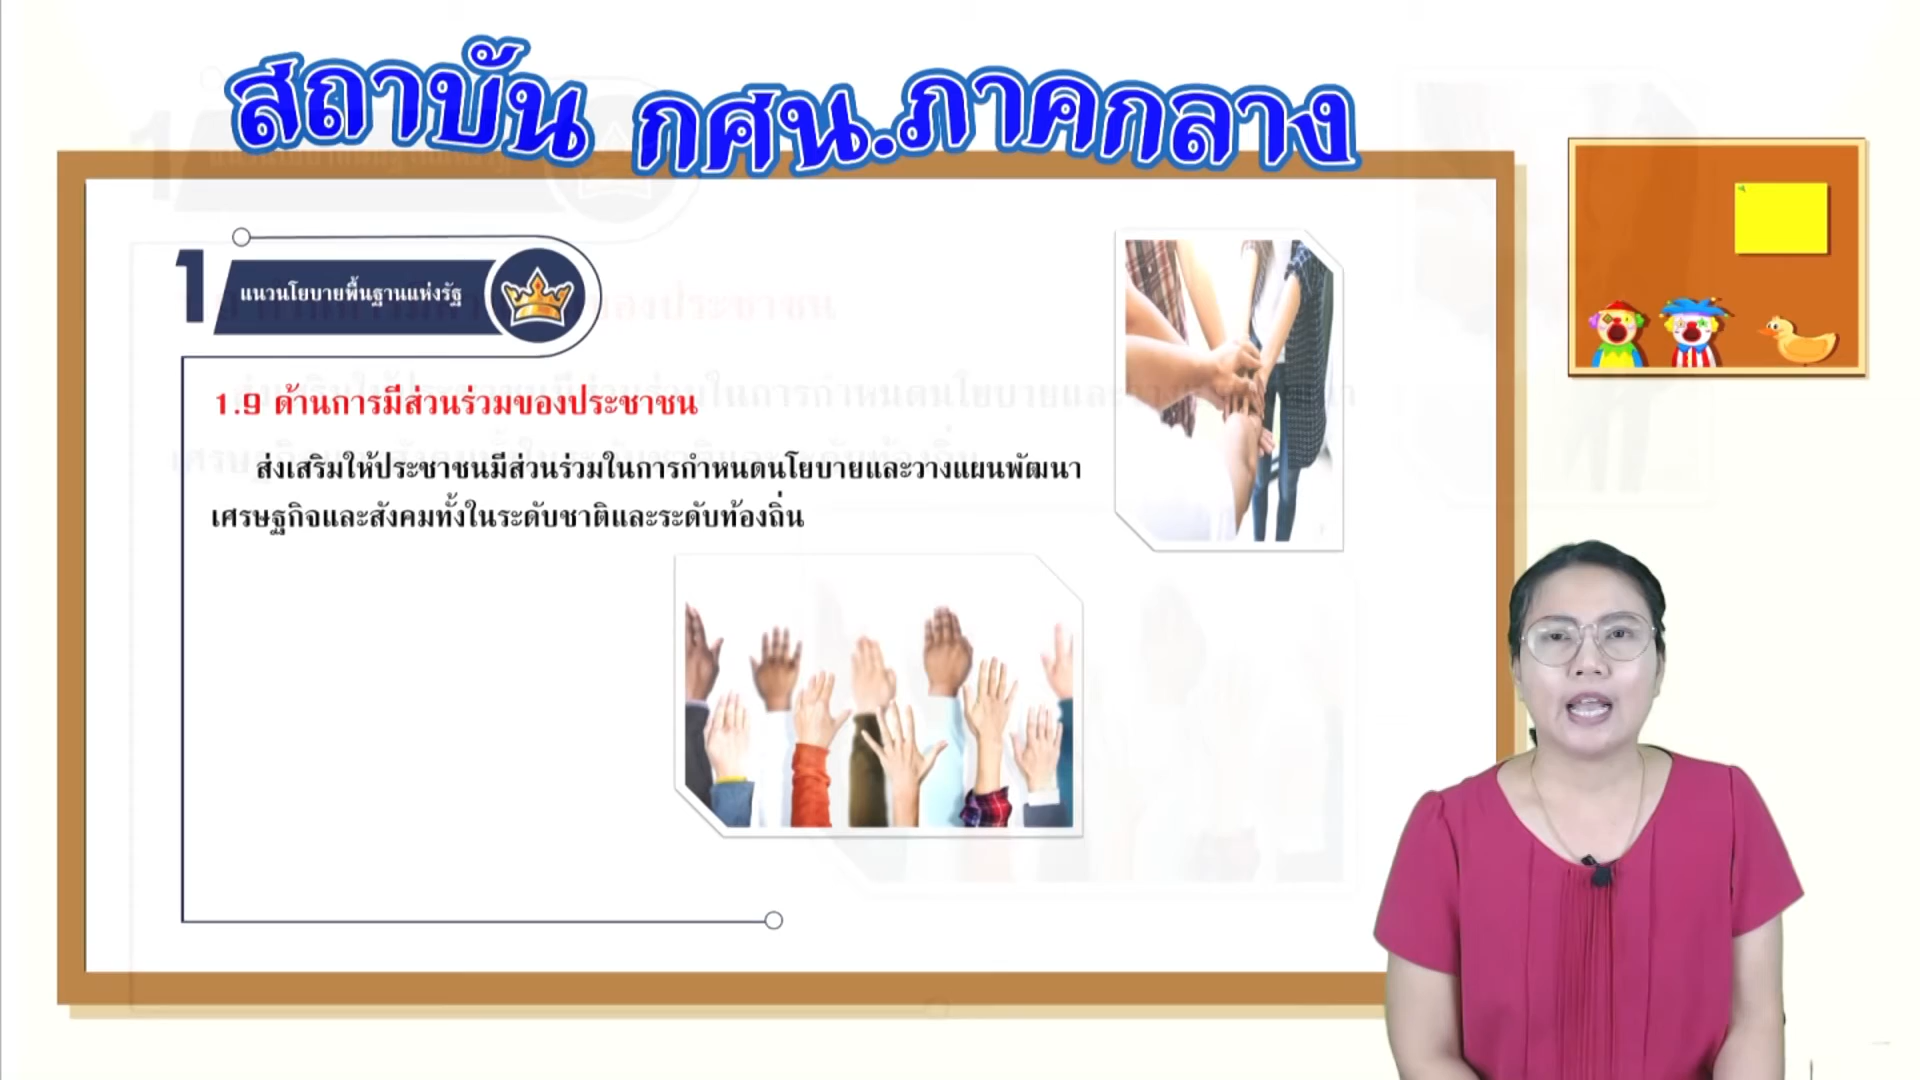 สถาบัน กศน.ภาคกลาง
1 แนวนโยบายพื้นฐานแห่งรัฐ
1.9 ด้านการมีส่วนร่วมของประชาชน
ส่งเสริมให้ประชาชนมีส่วนร่วมในการกำหนดนโยบายและวางแผนพัฒนา
เศรษฐกิจและสังคมทั้งในระดับชาติและระดับท้องถิ่น